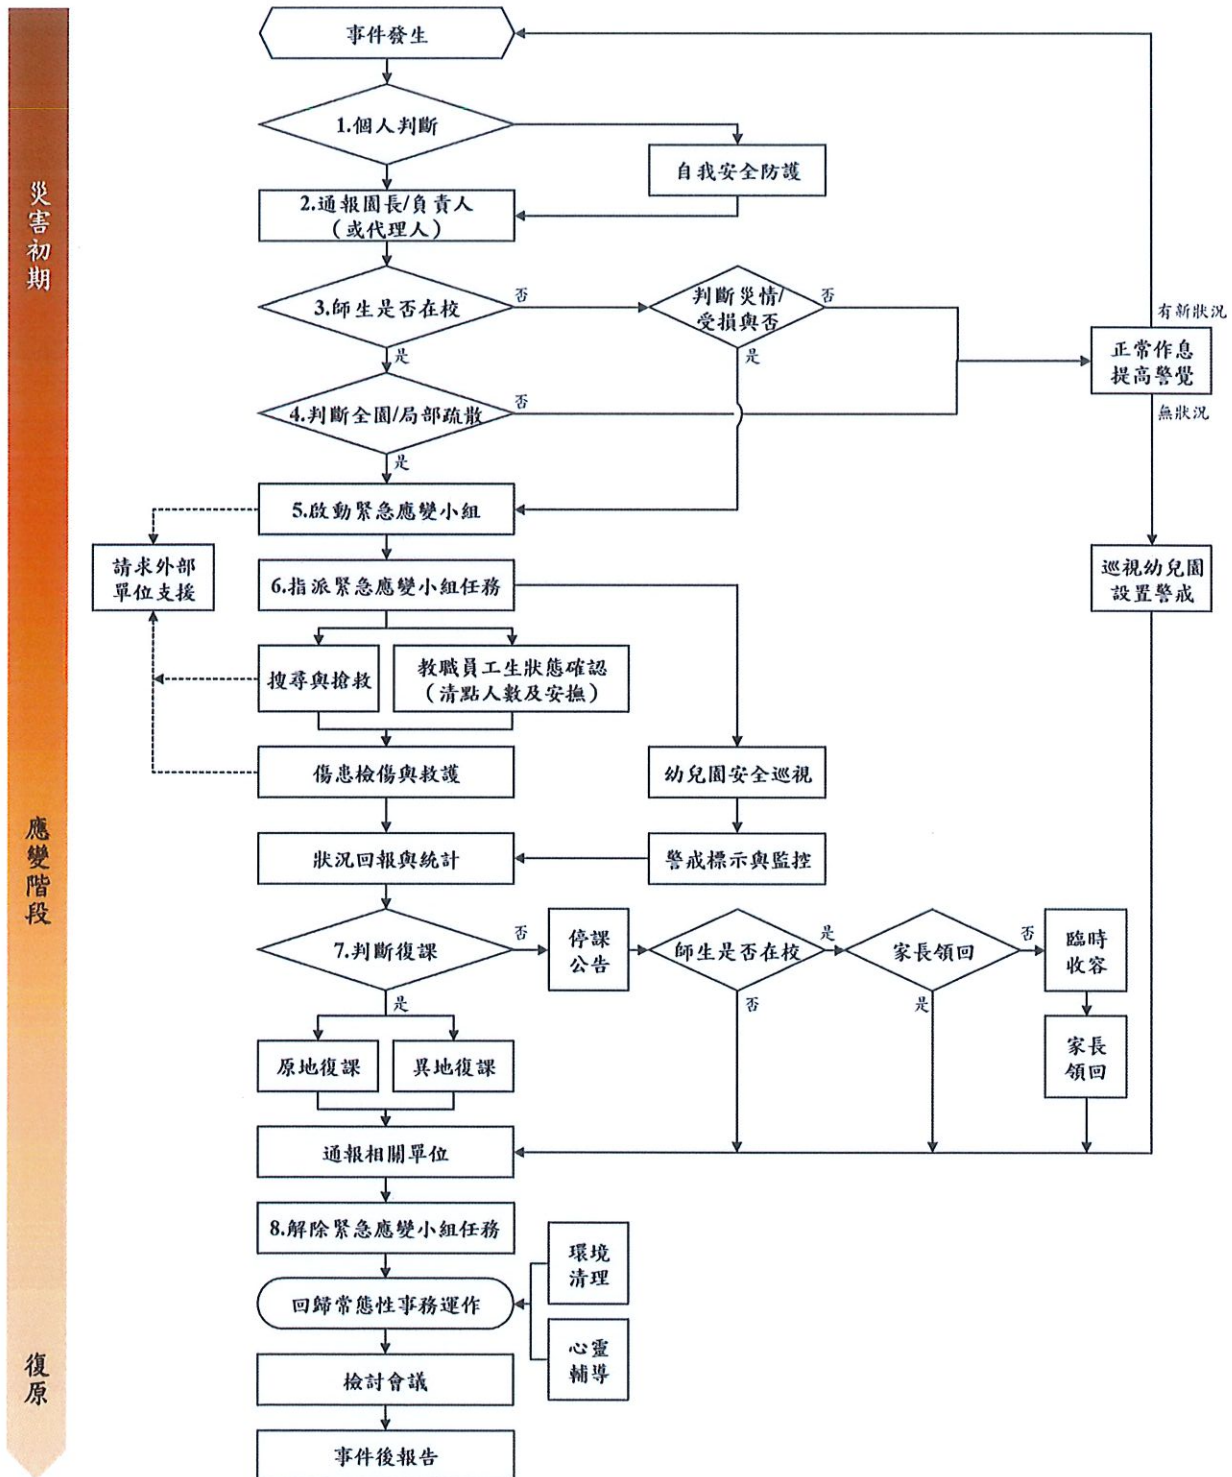 災害初期
應變階段
復原
事件發生
1.個人判斷
自我安全防護
2.通報園長/負責人
（或代理人）
3.師生是否在校
否
判斷災情/
受損與否
否
有新狀況
正常作息
提高警覺
是
是
無狀況
4.判斷全園/局部疏散
否
是
5.啟動緊急應變小組
請求外部
單位支援
6.指派緊急應變小組任務
巡視幼兒園
設置警戒
搜尋與搶救
教職員工生狀態確認
（清點人數及安撫）
傷患檢傷與救護
幼兒園安全巡視
狀況回報與統計
警戒標示與監控
7.判斷復課
否
停課
公告
師生是否在校
是
家長領回
否
臨時
收容
是
否
是
原地復課
異地復課
家長
領回
通報相關單位
8.解除緊急應變小組任務
環境
清理
回歸常態性事務運作
心靈
輔導
檢討會議
事件後報告